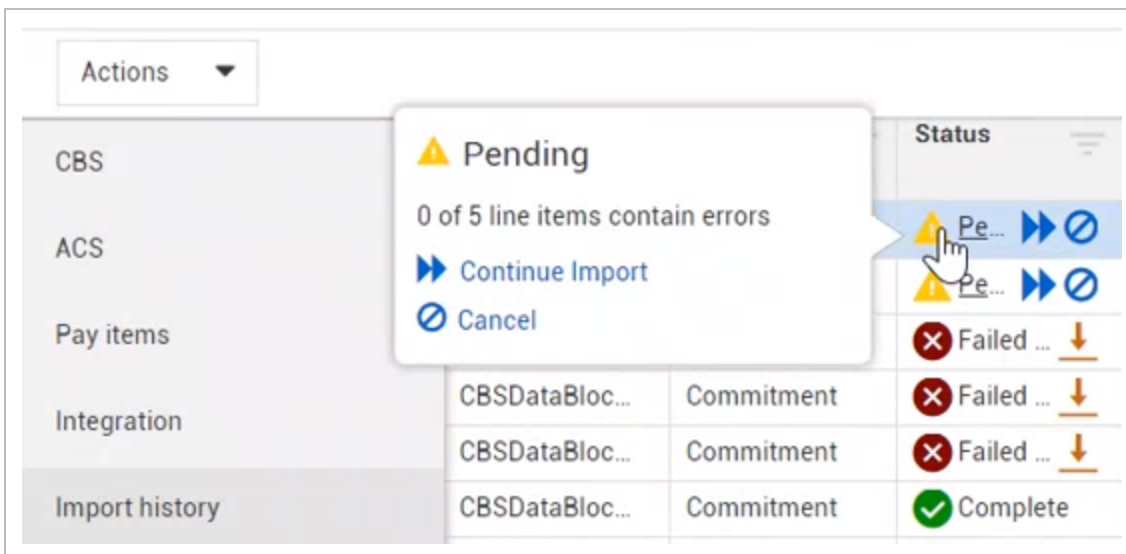 Actions
CBS
ACS
Pay items
Integration
Import history
Pending
0 of 5 line items contain errors
Continue Import
Cancel
Status
Pe...
Pe...
Failed ...
CBSDataBloc... Commitment Failed ...
CBSDataBloc... Commitment Failed ...
CBSDataBloc... Commitment Complete